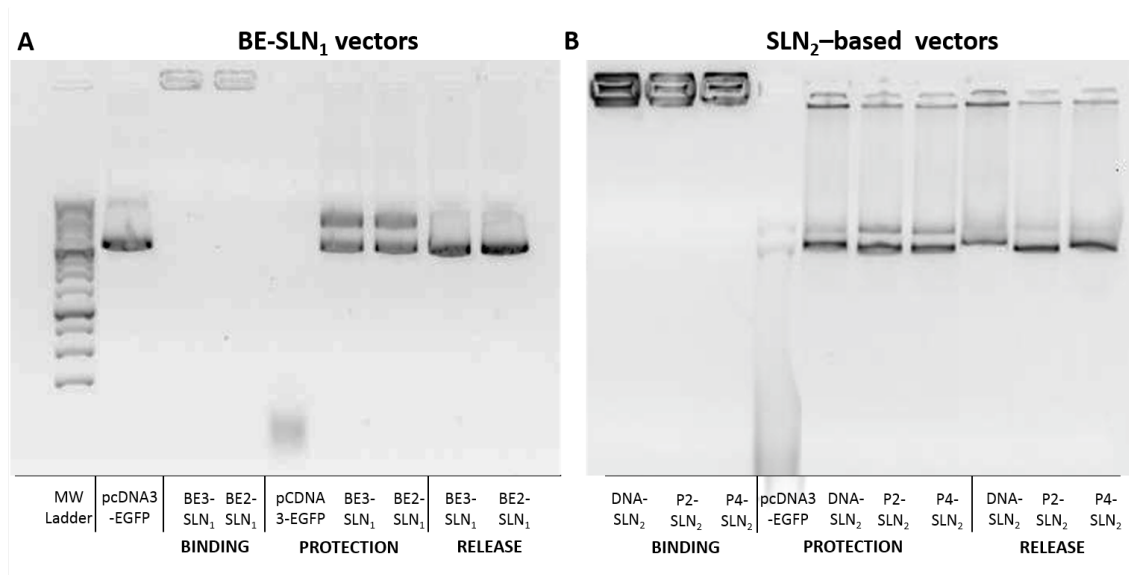 A BE-SLN₁ vectors
B SLN₂–based vectors
MW Ladder
pcDNA3 -EGFP
BE3- SLN₁
BE2- SLN₁
BINDING
pCDNA 3-EGFP
BE3- SLN₁
BE2- SLN₁
PROTECTION
BE3- SLN₁
BE2- SLN₁
RELEASE
DNA- SLN₂
P2- SLN₂
P4- SLN₂
BINDING
pcDNA3 -EGFP
DNA- SLN₂
P2- SLN₂
P4- SLN₂
PROTECTION
DNA- SLN₂
P2- SLN₂
P4- SLN₂
RELEASE